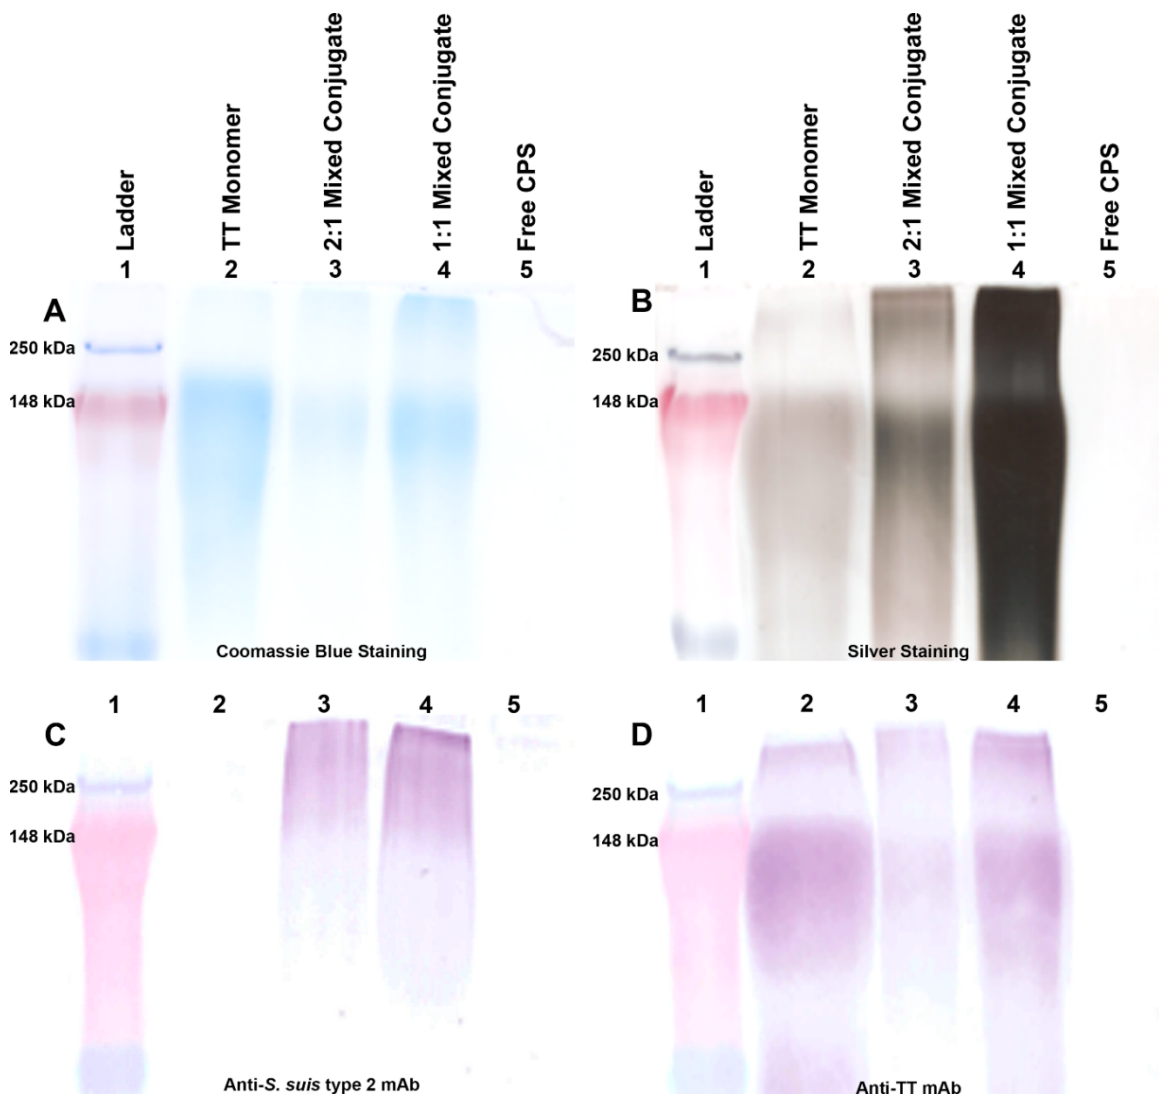 Ladder
TT Monomer
2:1 Mixed Conjugate
1:1 Mixed Conjugate
Free CPS
1 2 3 4 5
A
250 kDa
148 kDa
Coomassie Blue Staining
Ladder
TT Monomer
2:1 Mixed Conjugate
1:1 Mixed Conjugate
Free CPS
1 2 3 4 5
B
250 kDa
148 kDa
Silver Staining
1 2 3 4 5
C
250 kDa
148 kDa
Anti-S. suis type 2 mAb
1 2 3 4 5
D
250 kDa
148 kDa
Anti-TT mAb